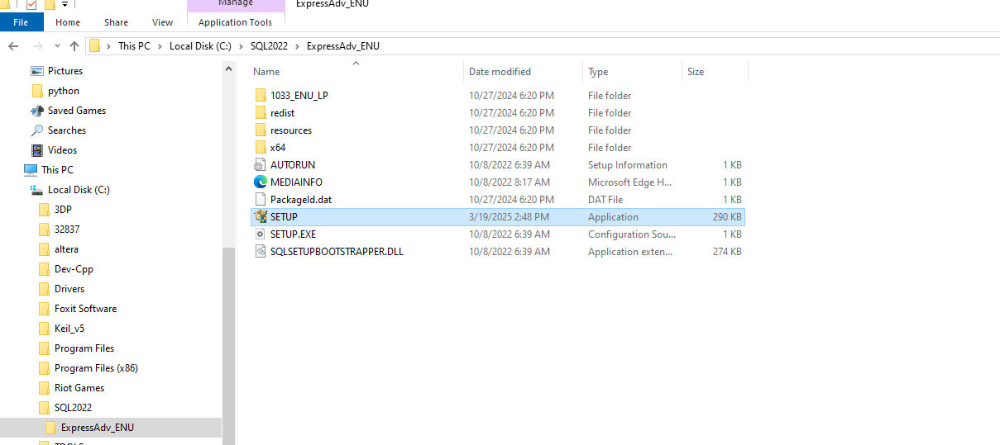 Manage
ExpressAdv_ENU
File
Home
Share
View
Application Tools
This PC
Local Disk (C:)
SQL2022
ExpressAdv_ENU
Pictures
python
Saved Games
Searches
Videos
This PC
Local Disk (C:)
3DP
32837
altera
Dev-Cpp
Drivers
Foxit Software
Keil_v5
Program Files
Program Files (x86)
Riot Games
SQL2022
ExpressAdv_ENU
TOOLS
Name Date modified Type Size
1033_ENU_LP 10/27/2024 6:20 PM File folder
redist 10/27/2024 6:20 PM File folder
resources 10/27/2024 6:20 PM File folder
x64 10/27/2024 6:20 PM File folder
AUTORUN 10/8/2022 6:39 AM Setup Information 1 KB
MEDIAINFO 10/8/2022 8:17 AM Microsoft Edge H... 1 KB
PackageId.dat 10/27/2024 6:20 PM DAT File 1 KB
SETUP 3/19/2025 2:48 PM Application 290 KB
SETUP.EXE 10/8/2022 6:39 AM Configuration Sou... 1 KB
SQLSETUPBOOTSTRAPPER.DLL 10/8/2022 6:39 AM Application exten... 274 KB